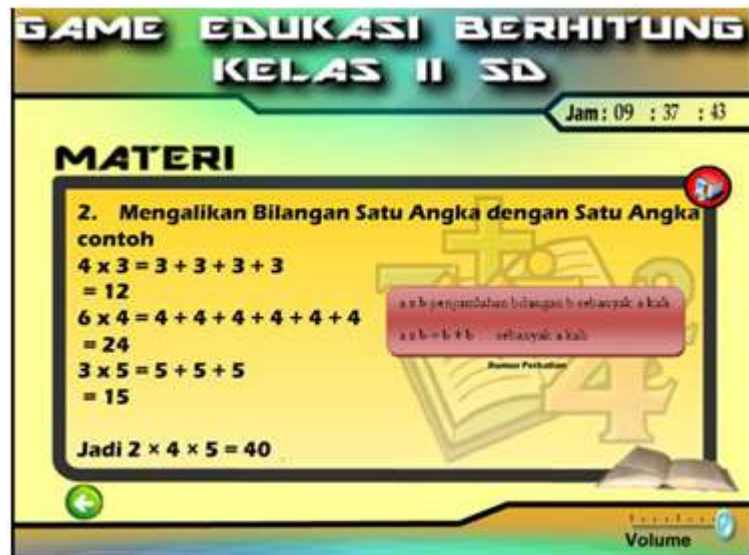 GAME EDUKASI BERHITUNG
KELAS II SD
Jam : 09 : 37 : 43
MATERI
2. Mengalikan Bilangan Satu Angka dengan Satu Angka
contoh
4 x 3 = 3 + 3 + 3 + 3
= 12
6 x 4 = 4 + 4 + 4 + 4 + 4 + 4
= 24
3 x 5 = 5 + 5 + 5
= 15
Jadi 2 × 4 × 5 = 40
a x b penjumlahan bilangan b sebanyak a kali
a x b = b + b ... sebanyak a kali
Rumus Perkalian
Volume